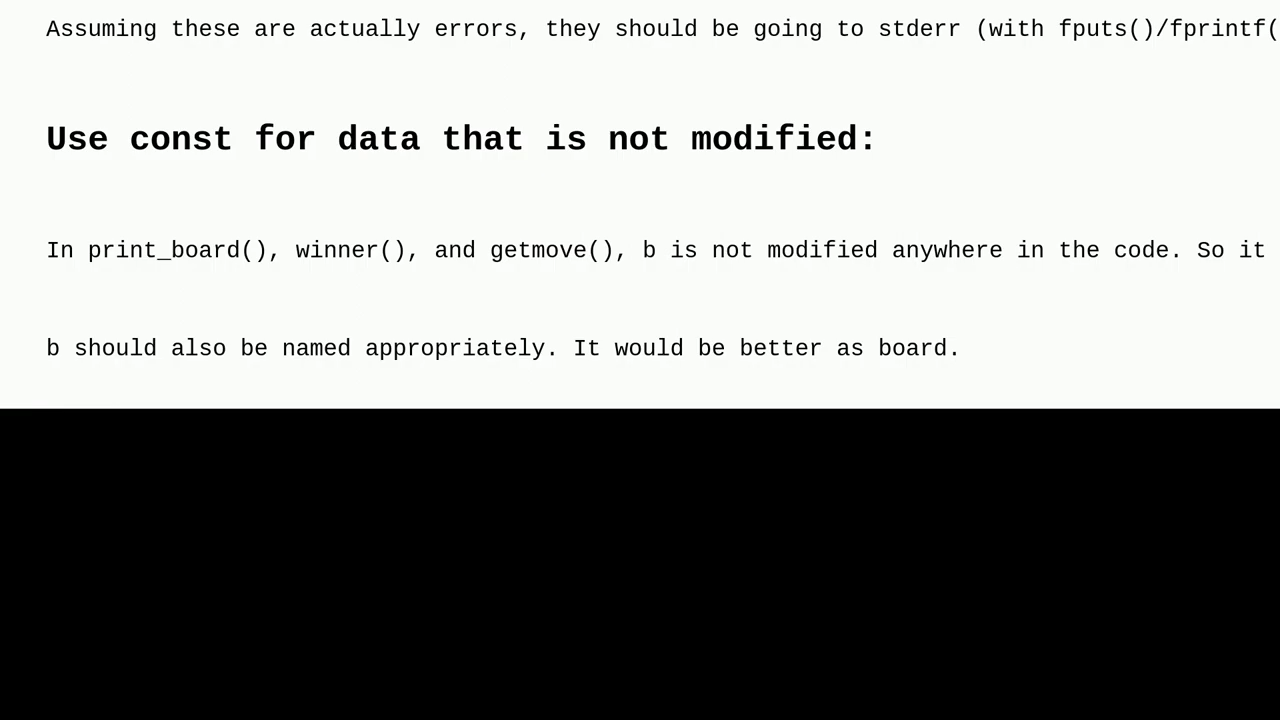 Assuming these are actually errors, they should be going to stderr (with fputs()/fprintf(
Use const for data that is not modified:
In print_board(), winner(), and getmove(), b is not modified anywhere in the code. So it
b should also be named appropriately. It would be better as board.